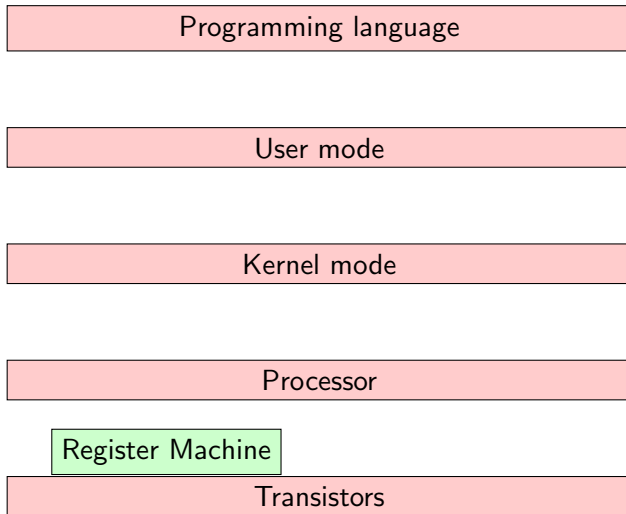 Programming language
User mode
Kernel mode
Processor
Register Machine
Transistors